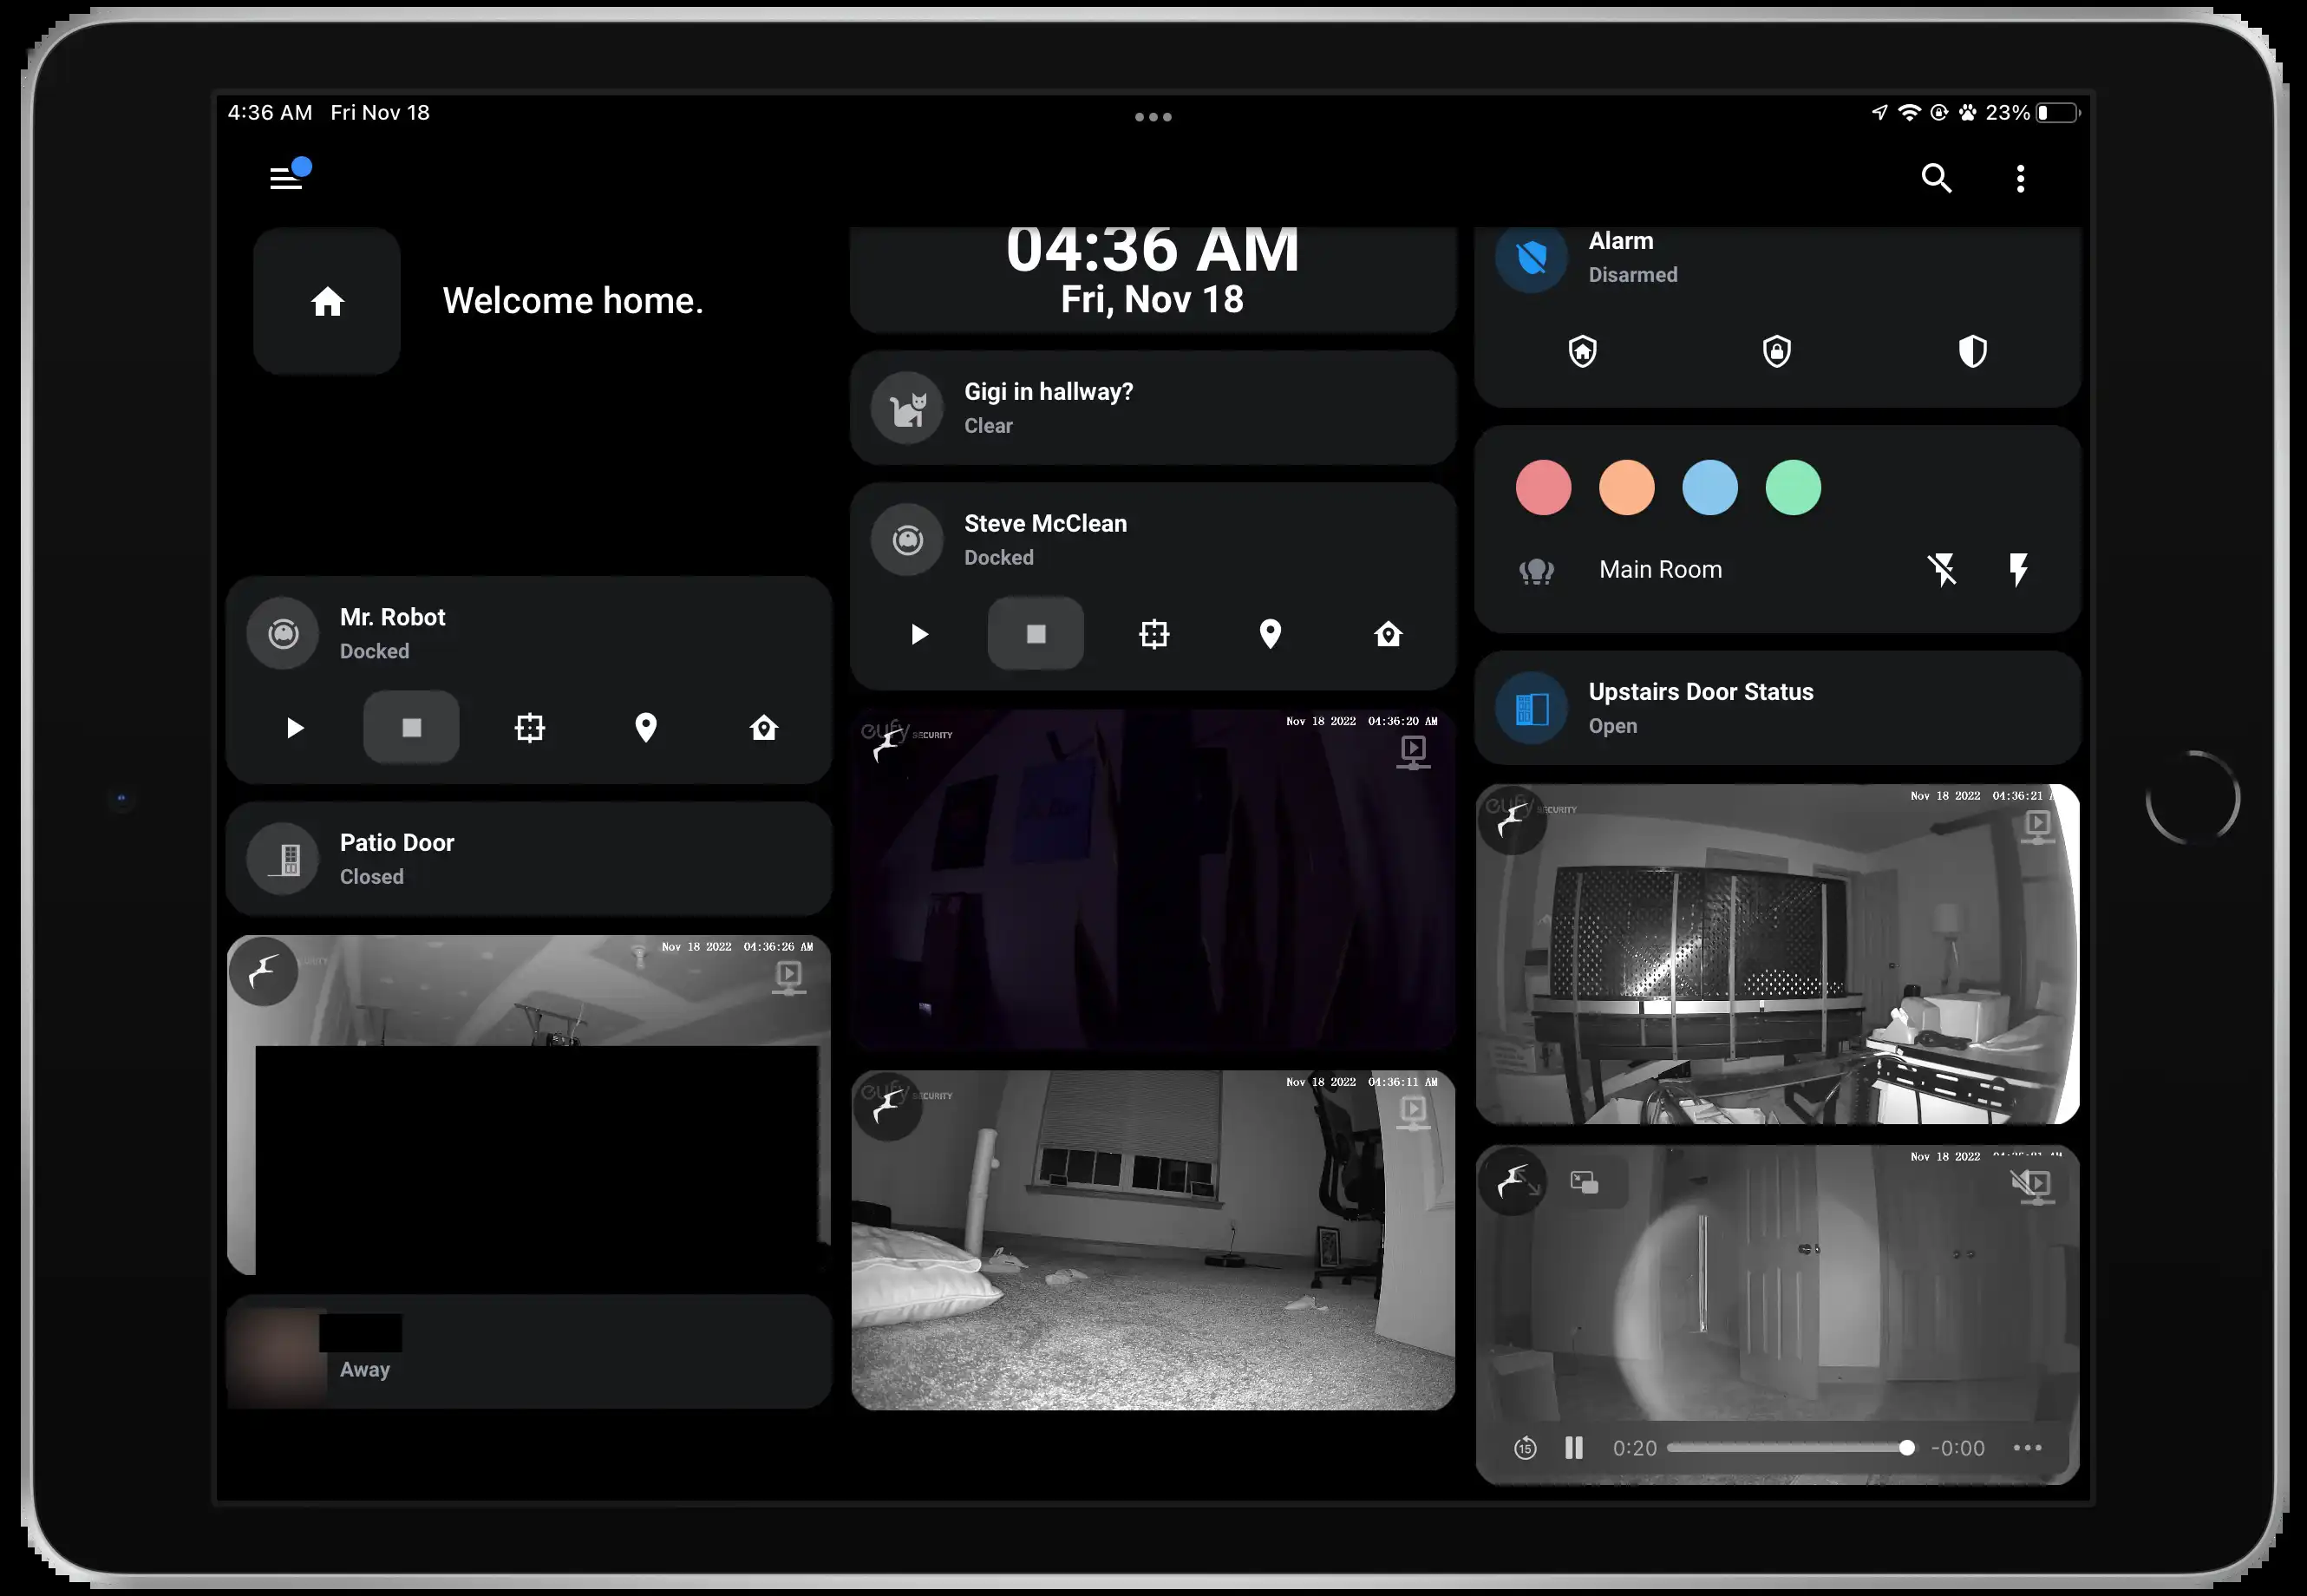 4:36 AM Fri Nov 18
23%
Welcome home.
Mr. Robot
Docked
Patio Door
Closed
Nov 18 2022 04:36:26 AM
Away
04:36 AM
Fri, Nov 18
Gigi in hallway?
Clear
Steve McClean
Docked
eufy SECURITY
Nov 18 2022 04:36:20 AM
eufy SECURITY
Nov 18 2022 04:36:11 AM
Alarm
Disarmed
Main Room
Upstairs Door Status
Open
eufy SECURITY
Nov 18 2022 04:36:21
Nov 18 2022
15
0:20
-0:00